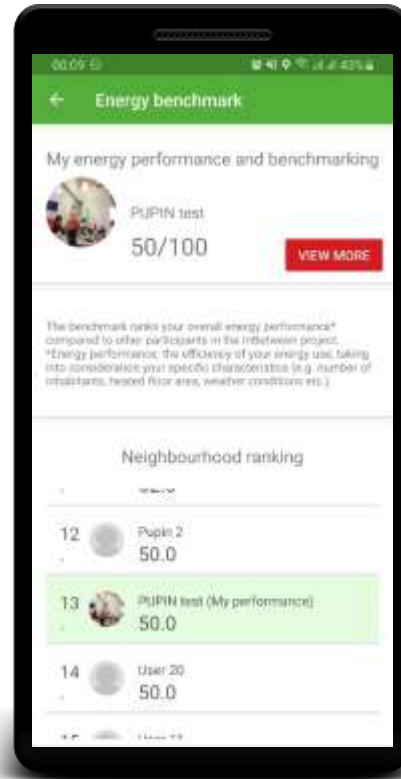 00:09
43%
Energy benchmark
My energy performance and benchmarking
PUPIN test
50/100
VIEW MORE
The benchmark ranks your overall energy performance*
compared to other participants in the InBetween project.
*Energy performance: the efficiency of your energy use, taking
into consideration your specific characteristics (e.g. number of
inhabitants, heated floor area, weather conditions etc.).
Neighbourhood ranking
12 Pupin 2
. 50.0
13 PUPIN test (My performance)
. 50.0
14 User 20
. 50.0